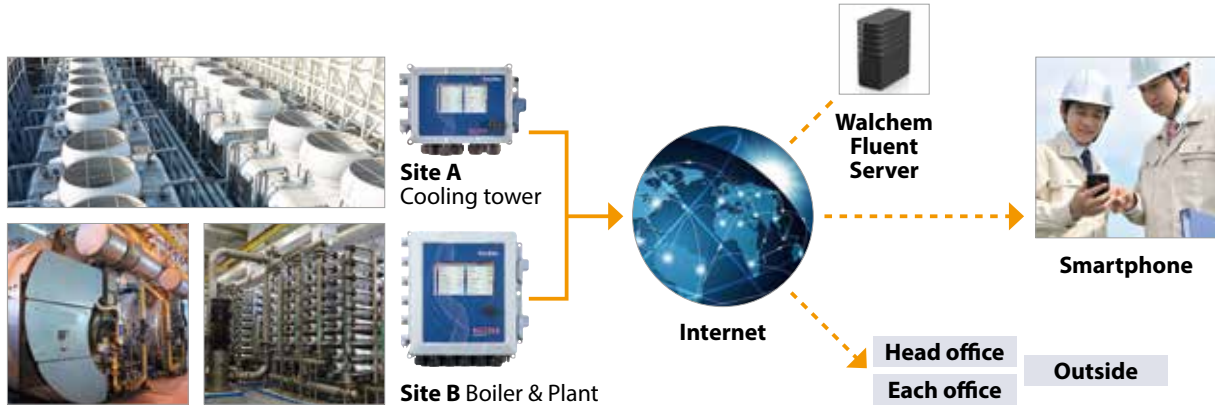 Site A
Cooling tower
Site B Boiler & Plant
Internet
Walchem
Fluent
Server
Smartphone
Head office
Each office
Outside